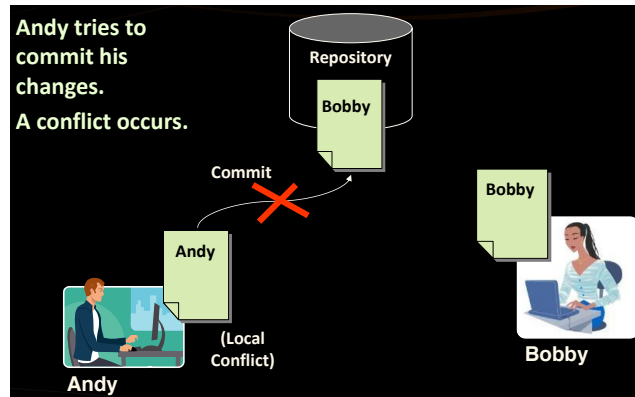 Andy tries to
commit his
changes.
A conflict occurs.
Repository
Bobby
Commit
Bobby
Andy
(Local
Conflict)
Bobby
Andy